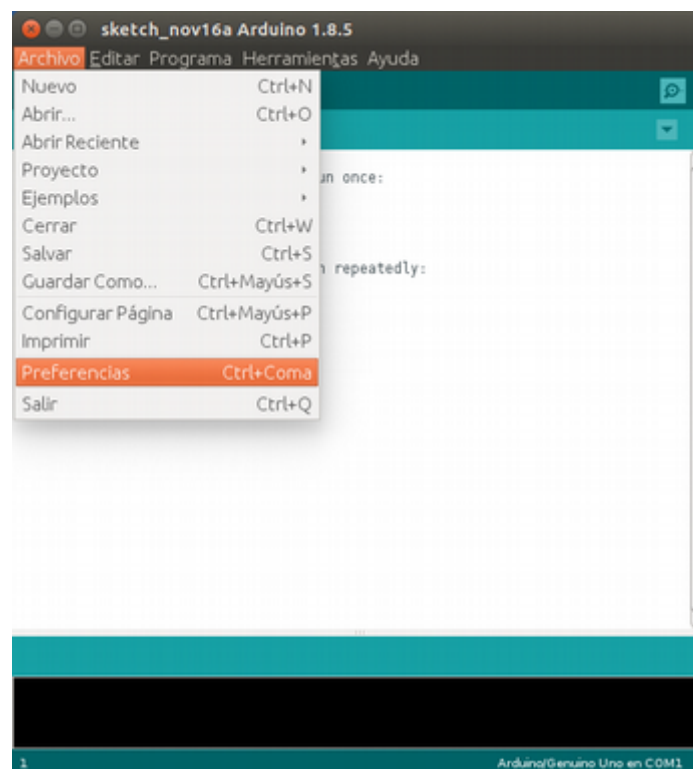 sketch_nov16a Arduino 1.8.5
Archivo Editar Programa Herramientas Ayuda
Nuevo Ctrl+N
Abrir... Ctrl+O
Abrir Reciente
Proyecto
un once:
Ejemplos
Cerrar Ctrl+W
Salvar Ctrl+S
repeatedly:
Guardar Como... Ctrl+Mayús+S
Configurar Página Ctrl+Mayús+P
Imprimir Ctrl+P
Preferencias Ctrl+Coma
Salir Ctrl+Q
1 Arduino/Genuino Uno en COM1